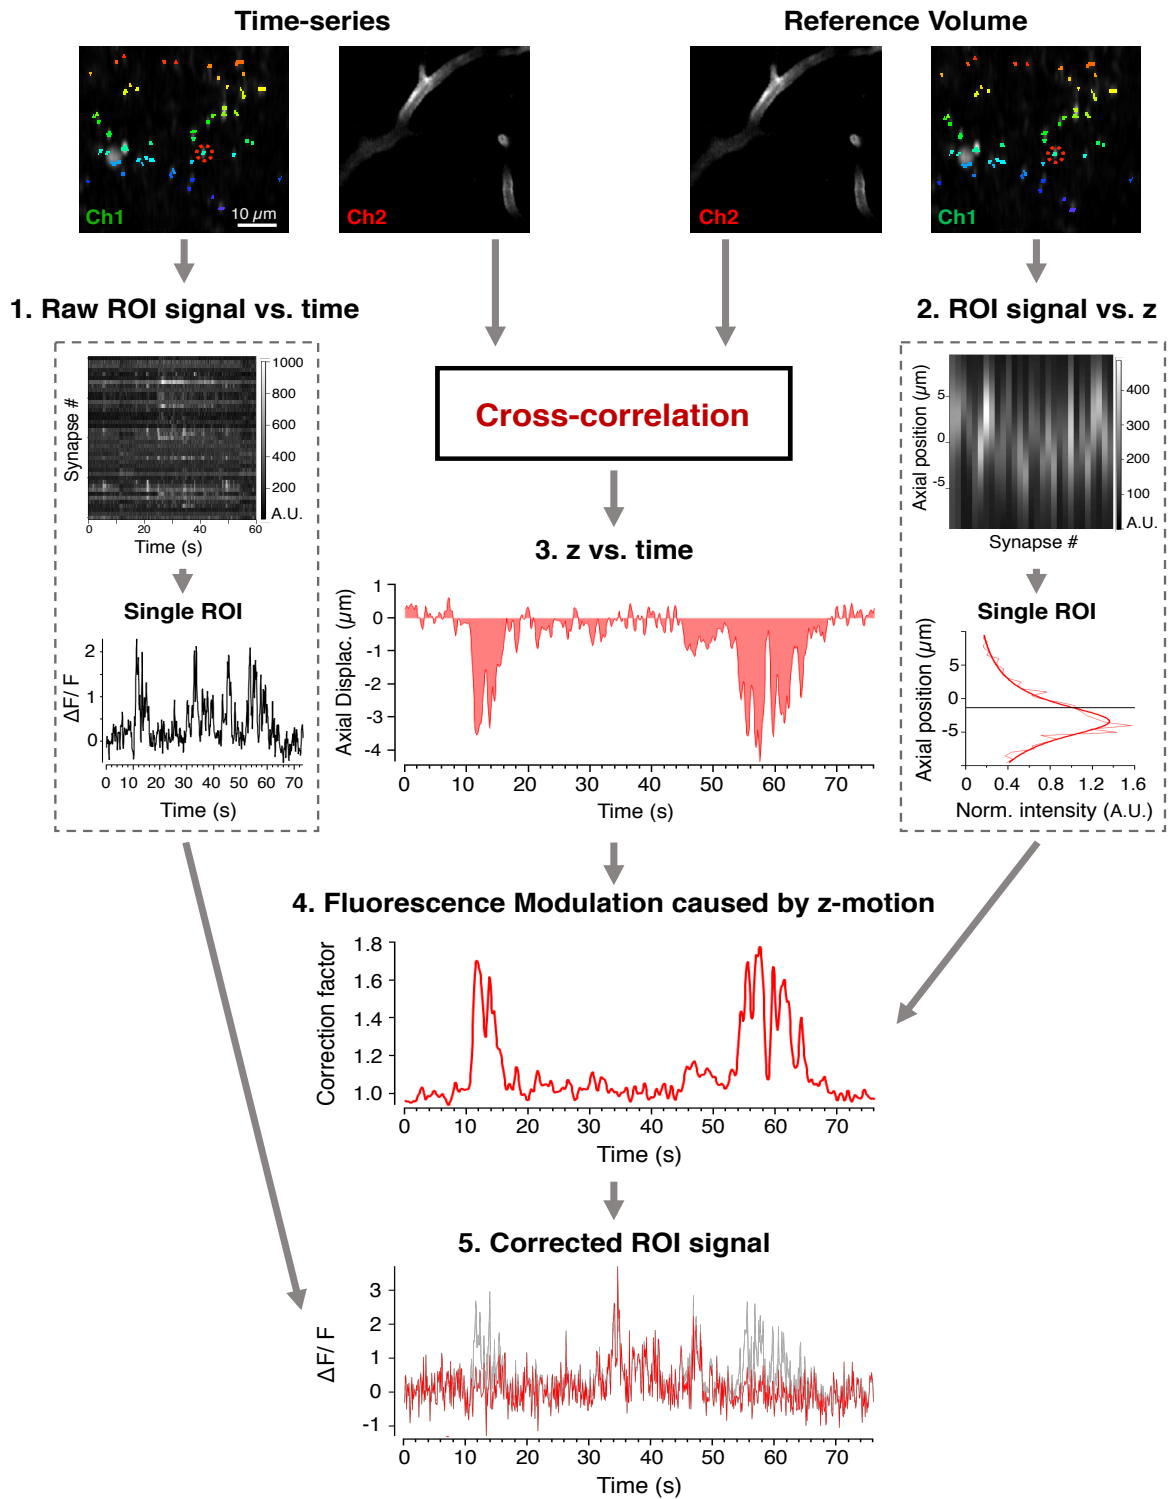 Time-series
Reference Volume
Ch1
10 µm
Ch2
Ch2
Ch1
1. Raw ROI signal vs. time
2. ROI signal vs. z
Synapse #
1000
800
600
400
200
A.U.
0 20 40 60
Time (s)
Single ROI
ΔF/ F
2
1
0
0 10 20 30 40 50 60 70
Time (s)
Cross-correlation
3. z vs. time
Axial Displac. (µm)
1
0
-1
-2
-3
-4
0 10 20 30 40 50 60 70
Time (s)
Axial position (µm)
5
0
-5
400
300
200
100
A.U.
Synapse #
Single ROI
Axial position (µm)
5
0
-5
0 0.4 0.8 1.2 1.6
Norm. intensity (A.U.)
4. Fluorescence Modulation caused by z-motion
Correction factor
1.8
1.6
1.4
1.2
1.0
0 10 20 30 40 50 60 70
Time (s)
5. Corrected ROI signal
ΔF/ F
3
2
1
0
-1
0 10 20 30 40 50 60 70
Time (s)